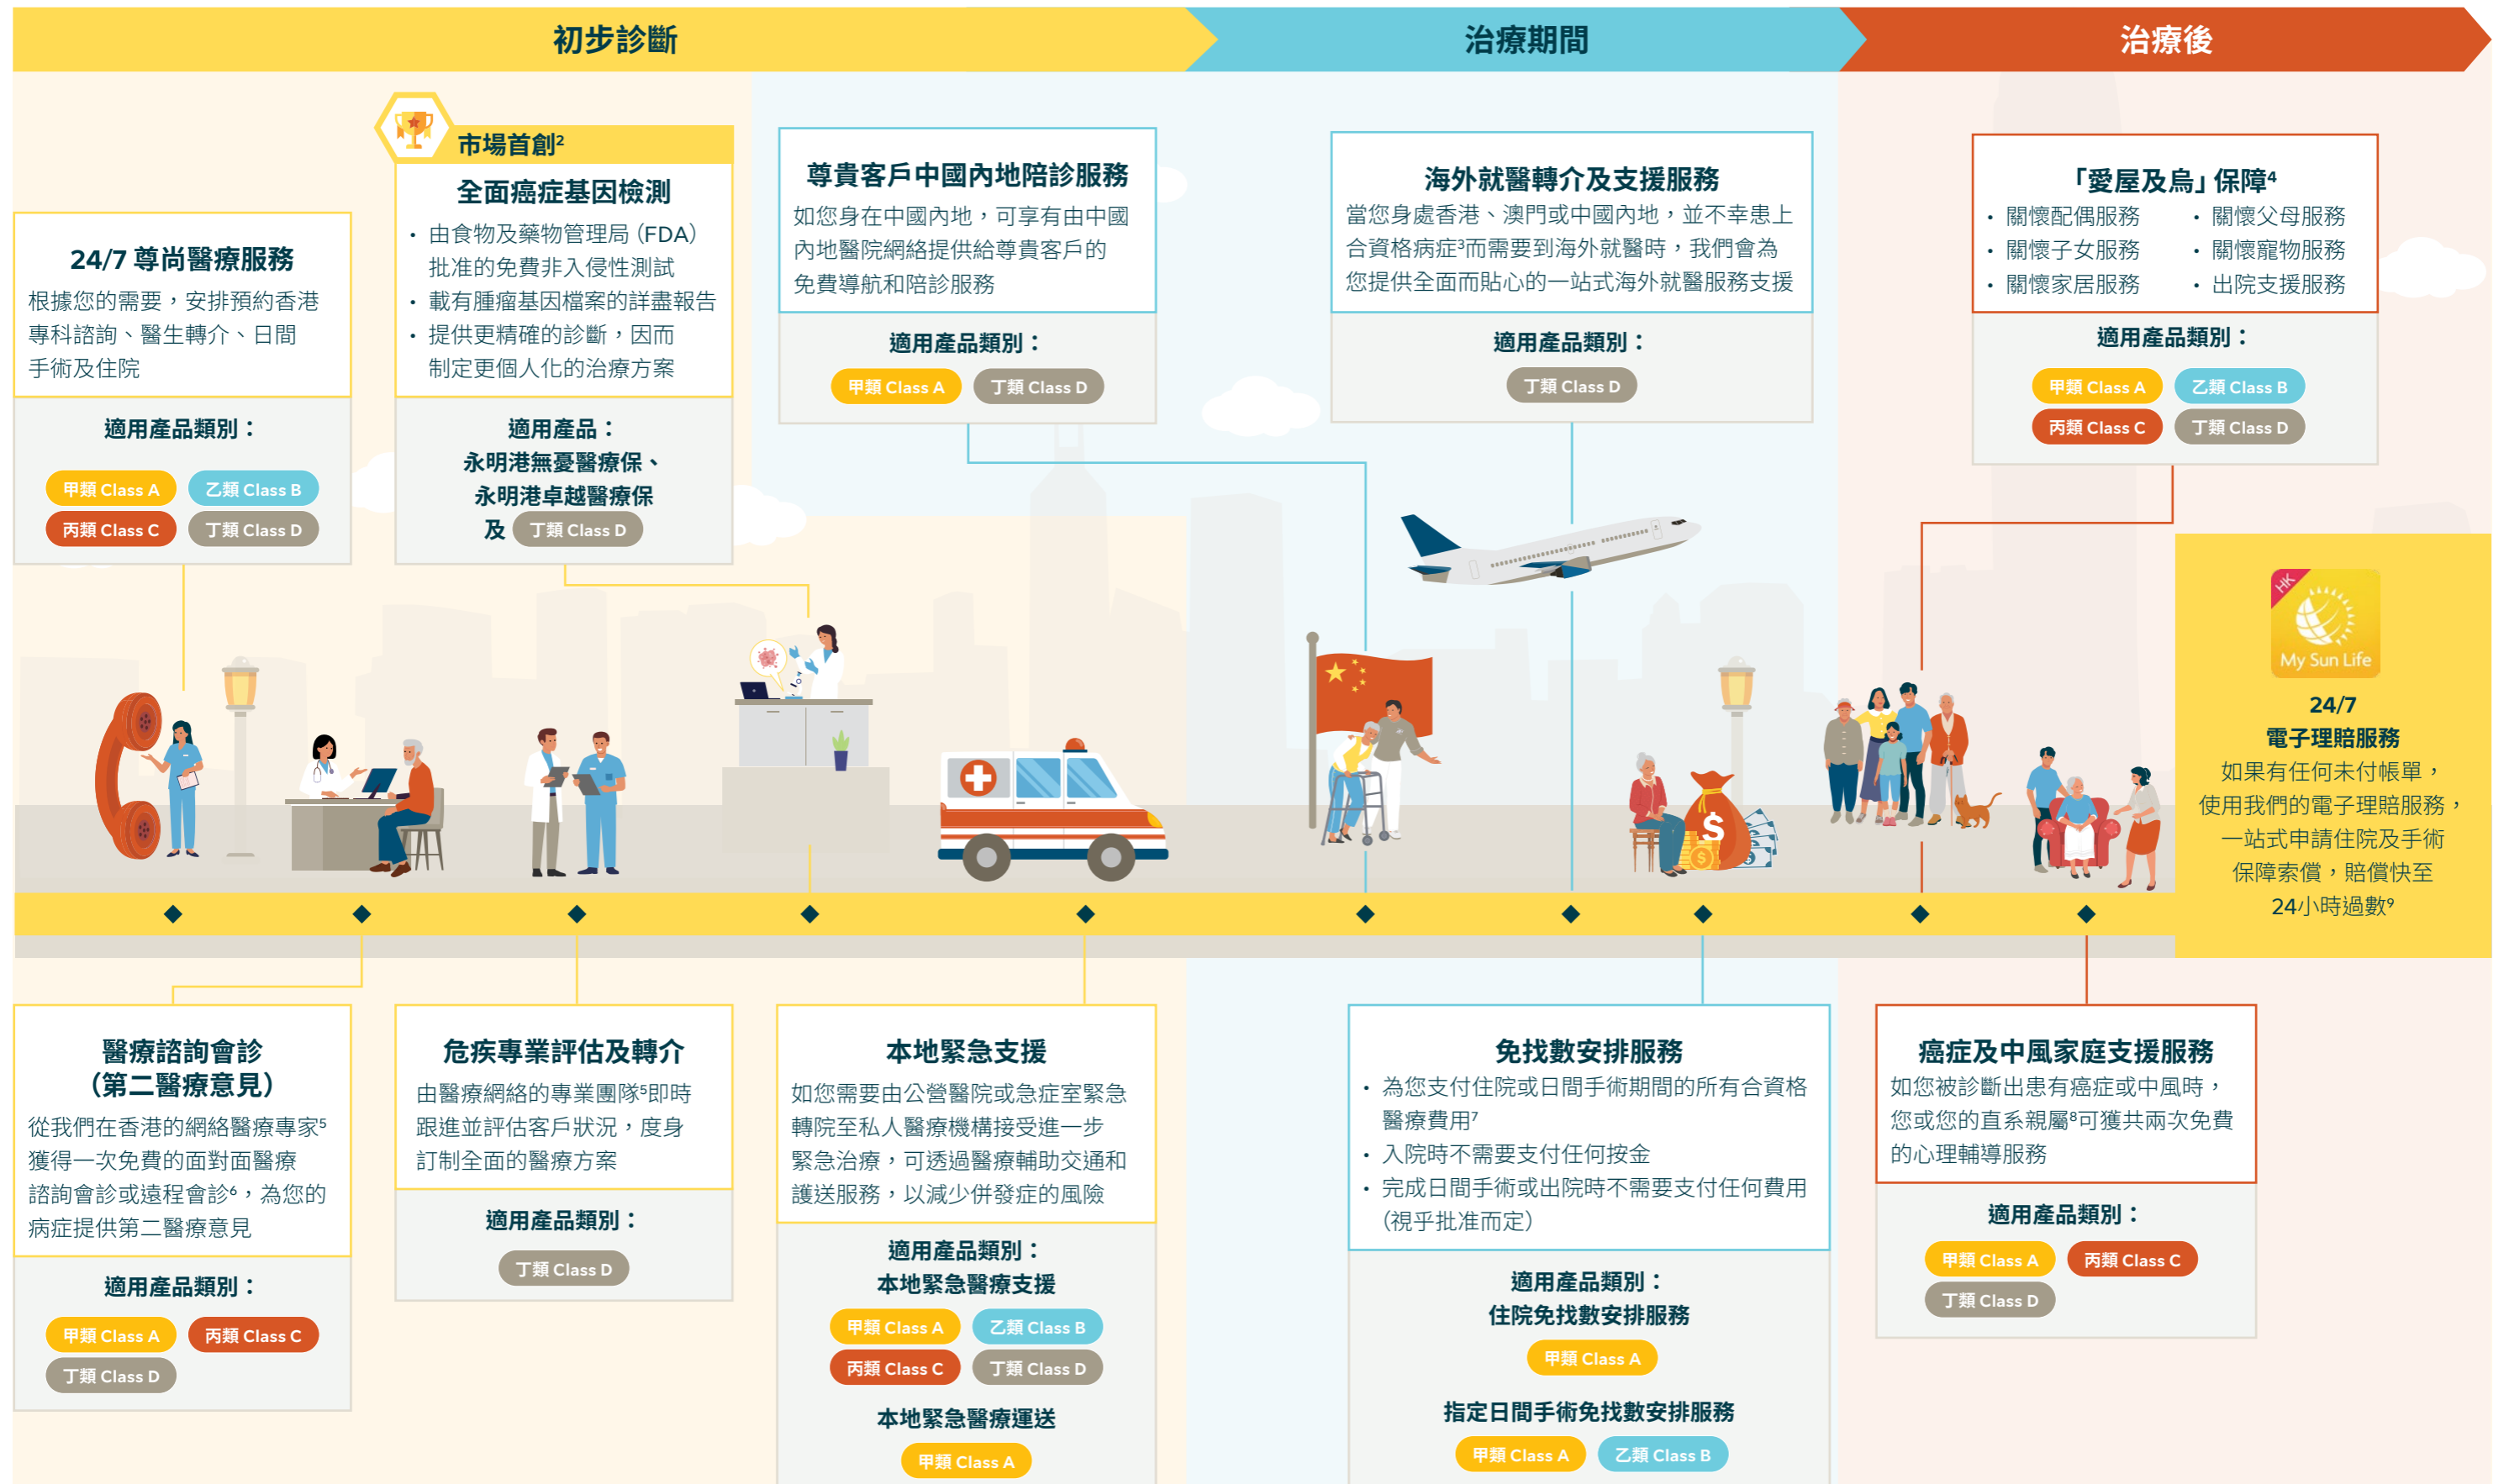 初步診斷
治療期間
治療後
24/7 尊尚醫療服務
根據您的需要，安排預約香港
專科諮詢、醫生轉介、日間
手術及住院
適用產品類別：
甲類 Class A
乙類 Class B
丙類 Class C
丁類 Class D
市場首創²
全面癌症基因檢測
• 由食物及藥物管理局（FDA）
批准的免費非入侵性測試
• 載有腫瘤基因檔案的詳盡報告
• 提供更精確的診斷，因而
制定更個人化的治療方案
適用產品：
永明港無憂醫療保、
永明港卓越醫療保
及 丁類 Class D
尊貴客戶中國內地陪診服務
如您身在中國內地，可享有由中國
內地醫院網絡提供給尊貴客戶的
免費導航和陪診服務
適用產品類別：
甲類 Class A
丁類 Class D
海外就醫轉介及支援服務
當您身處香港、澳門或中國內地，並不幸患上
合資格病症³而需要到海外就醫時，我們會為
您提供全面而貼心的一站式海外就醫服務支援
適用產品類別：
丁類 Class D
「愛屋及烏」保障⁴
• 關懷配偶服務
• 關懷父母服務
• 關懷子女服務
• 關懷寵物服務
• 關懷家居服務
• 出院支援服務
適用產品類別：
甲類 Class A
乙類 Class B
丙類 Class C
丁類 Class D
HK
My Sun Life
24/7
電子理賠服務
如果有任何未付帳單，
使用我們的電子理賠服務，
一站式申請住院及手術
保障索償，賠償快至
24小時過數⁹
$
$
$
醫療諮詢會診
（第二醫療意見）
從我們在香港的網絡醫療專家⁵
獲得一次免費的面對面醫療
諮詢會診或遠程會診⁶，為您的
病症提供第二醫療意見
適用產品類別：
甲類 Class A
丙類 Class C
丁類 Class D
危疾專業評估及轉介
由醫療網絡的專業團隊⁵即時
跟進並評估客戶狀況，度身
訂制全面的醫療方案
適用產品類別：
丁類 Class D
本地緊急支援
如您需要由公營醫院或急症室緊急
轉院至私人醫療機構接受進一步
緊急治療，可透過醫療輔助交通和
護送服務，以減少併發症的風險
適用產品類別：
本地緊急醫療支援
甲類 Class A
乙類 Class B
丙類 Class C
丁類 Class D
本地緊急醫療運送
甲類 Class A
免找數安排服務
• 為您支付住院或日間手術期間的所有合資格
醫療費用⁷
• 入院時不需要支付任何按金
• 完成日間手術或出院時不需要支付任何費用
（視乎批准而定）
適用產品類別：
住院免找數安排服務
甲類 Class A
指定日間手術免找數安排服務
甲類 Class A
乙類 Class B
癌症及中風家庭支援服務
如您被診斷出患有癌症或中風時，
您或您的直系親屬⁸可獲共兩次免費
的心理輔導服務
適用產品類別：
甲類 Class A
丙類 Class C
丁類 Class D